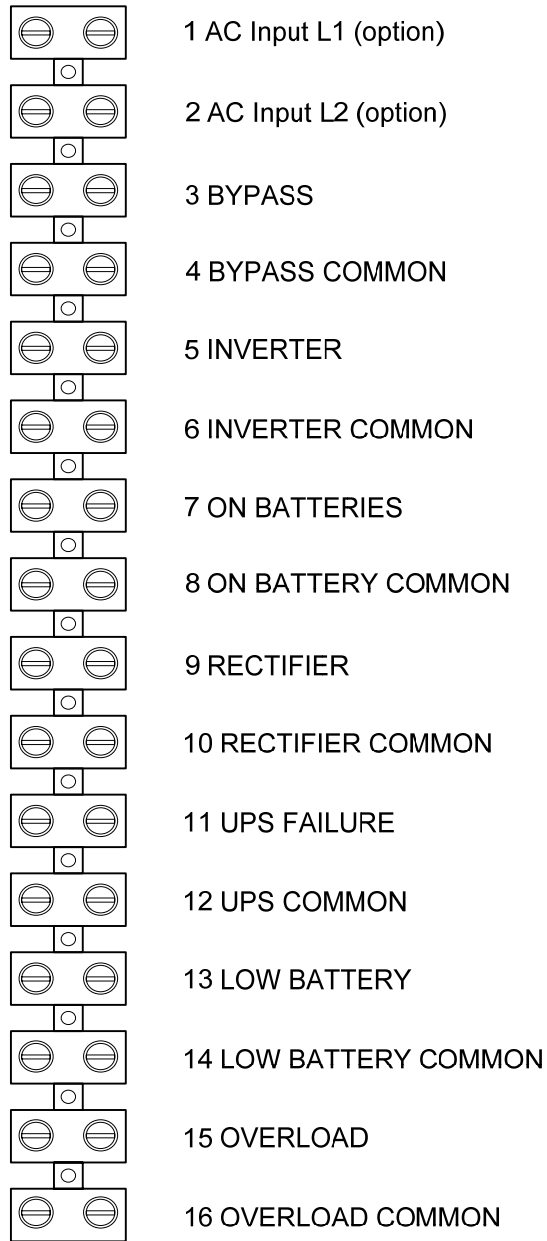 1 AC Input L1 (option)
2 AC Input L2 (option)
3 BYPASS
4 BYPASS COMMON
5 INVERTER
6 INVERTER COMMON
7 ON BATTERIES
8 ON BATTERY COMMON
9 RECTIFIER
10 RECTIFIER COMMON
11 UPS FAILURE
12 UPS COMMON
13 LOW BATTERY
14 LOW BATTERY COMMON
15 OVERLOAD
16 OVERLOAD COMMON